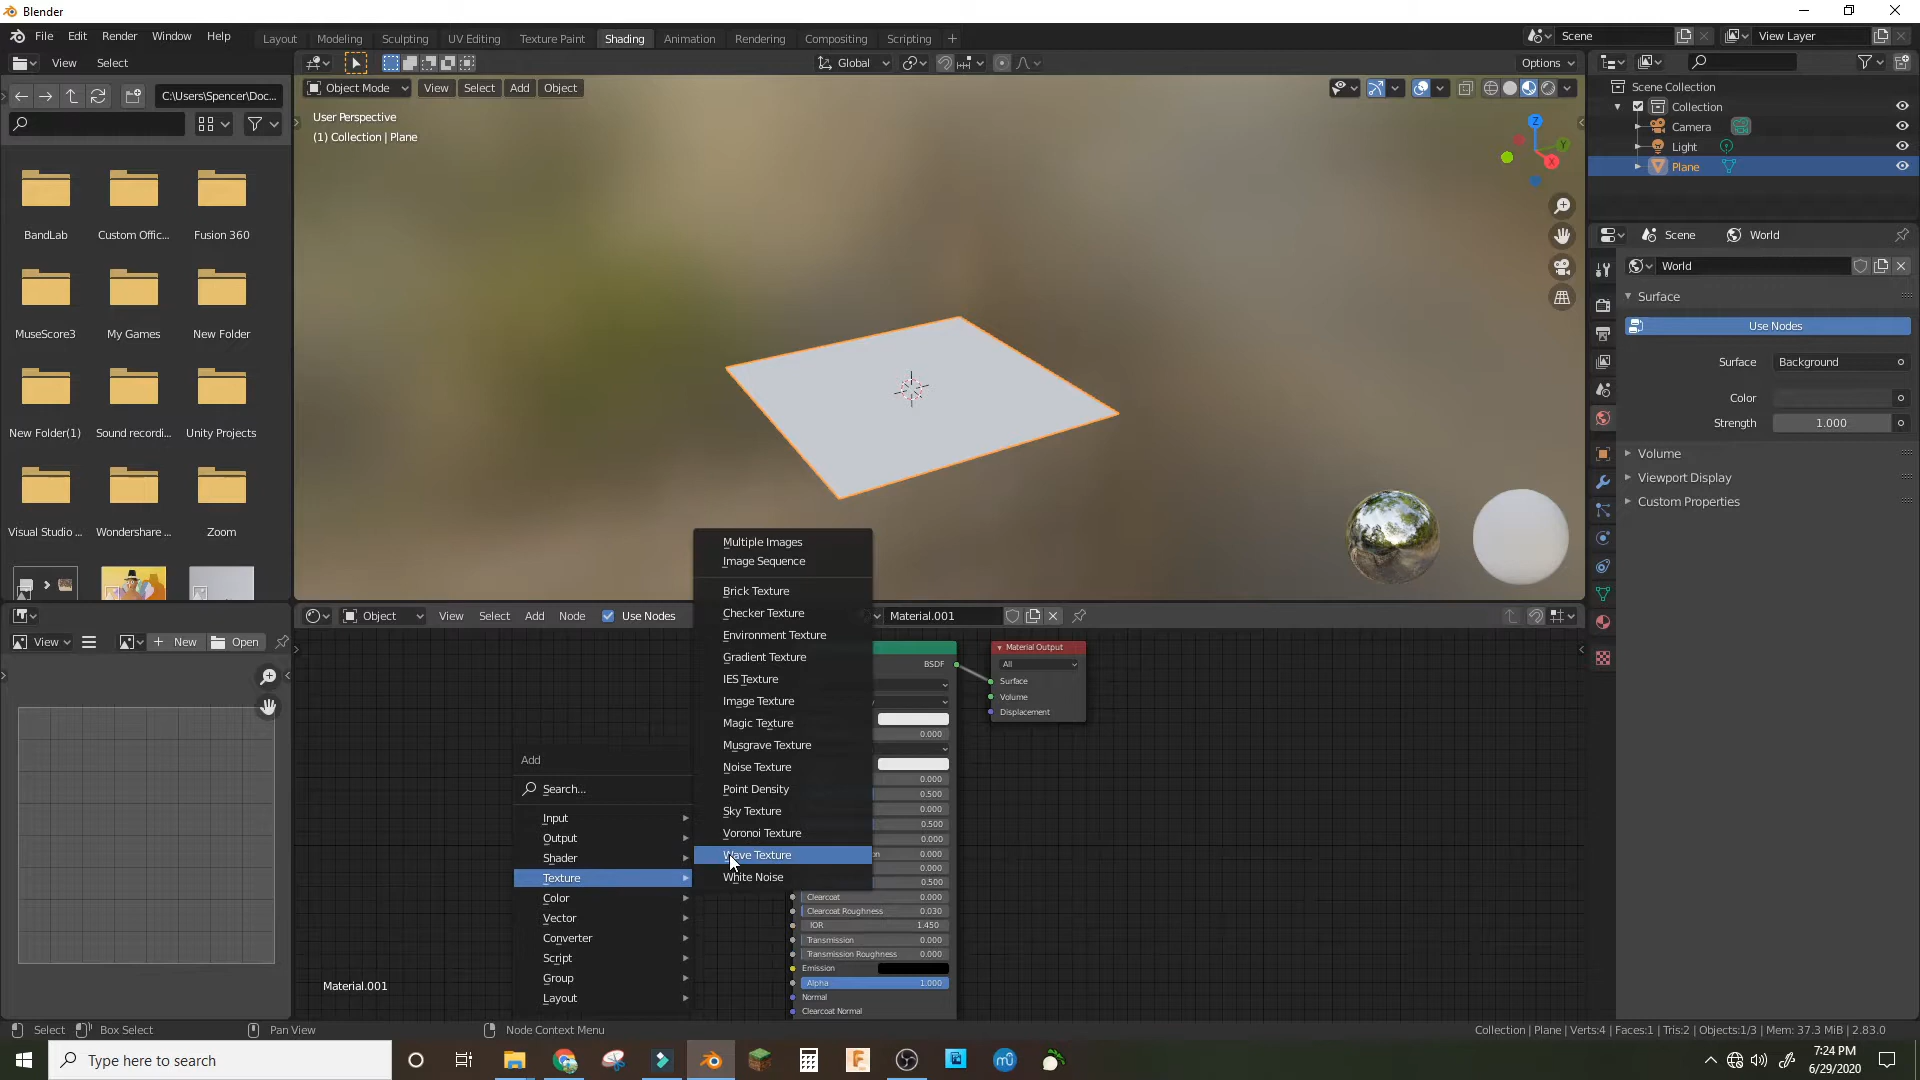 Blender
File Edit Render Window Help
Layout Modeling Sculpting UV Editing Texture Paint Shading Animation Rendering Compositing Scripting
Scene
View Layer
View Select
Global
Options
C:\Users\Spencer\Doc...
Object Mode View Select Add Object
User Perspective
(1) Collection | Plane
Z
Y
X
BandLab Custom Offic... Fusion 360
MuseScore3 My Games New Folder
New Folder(1) Sound recordi... Unity Projects
Visual Studio ... Wondershare ... Zoom
Scene Collection
Collection
Camera
Light
Plane
Scene World
World
Surface
Use Nodes
Surface Background
Color
Strength 1.000
Volume
Viewport Display
Custom Properties
View New Open
Object View Select Add Node Use Nodes
Material.001
Multiple Images
Image Sequence
Brick Texture
Checker Texture
Environment Texture
Gradient Texture
IES Texture
Image Texture
Magic Texture
Musgrave Texture
Noise Texture
Point Density
Sky Texture
Voronoi Texture
Wave Texture
White Noise
Add
Search...
Input
Output
Shader
Texture
Color
Vector
Converter
Script
Group
Layout
BSDF
0.000
0.000
0.500
0.000
0.500
0.000
0.000
0.000
0.500
Clearcoat 0.000
Clearcoat Roughness 0.030
IOR 1.450
Transmission 0.000
Transmission Roughness 0.000
Emission
Alpha 1.000
Normal
Clearcoat Normal
Material Output
All
Surface
Volume
Displacement
Material.001
Select Box Select Pan View Node Context Menu
Collection | Plane | Verts:4 | Faces:1 | Tris:2 | Objects:1/3 | Mem: 37.3 MiB | 2.83.0
Type here to search
7:24 PM
6/29/2020